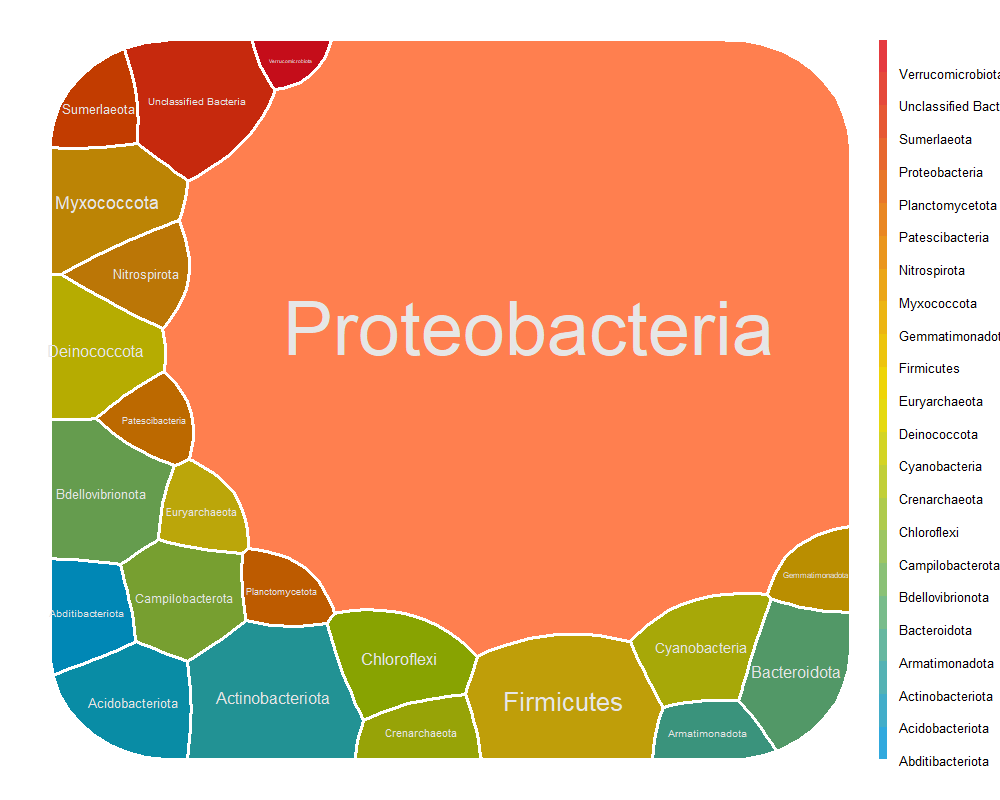 Verrucomicrobiota
Unclassified Bacteria
Sumerlaeota
Myxococcota
Nitrospirota
Proteobacteria
Deinococcota
Patescibacteria
Bdellovibrionota
Euryarchaeota
Gemmatimonadota
Planctomycetota
Campilobacterota
Abditibacteriota
Cyanobacteria
Chloroflexi
Bacteroidota
Actinobacteriota
Firmicutes
Acidobacteriota
Crenarchaeota
Armatimonadota
Verrucomicrobiota
Unclassified Bact
Sumerlaeota
Proteobacteria
Planctomycetota
Patescibacteria
Nitrospirota
Myxococcota
Gemmatimonadot
Firmicutes
Euryarchaeota
Deinococcota
Cyanobacteria
Crenarchaeota
Chloroflexi
Campilobacterota
Bdellovibrionota
Bacteroidota
Armatimonadota
Actinobacteriota
Acidobacteriota
Abditibacteriota